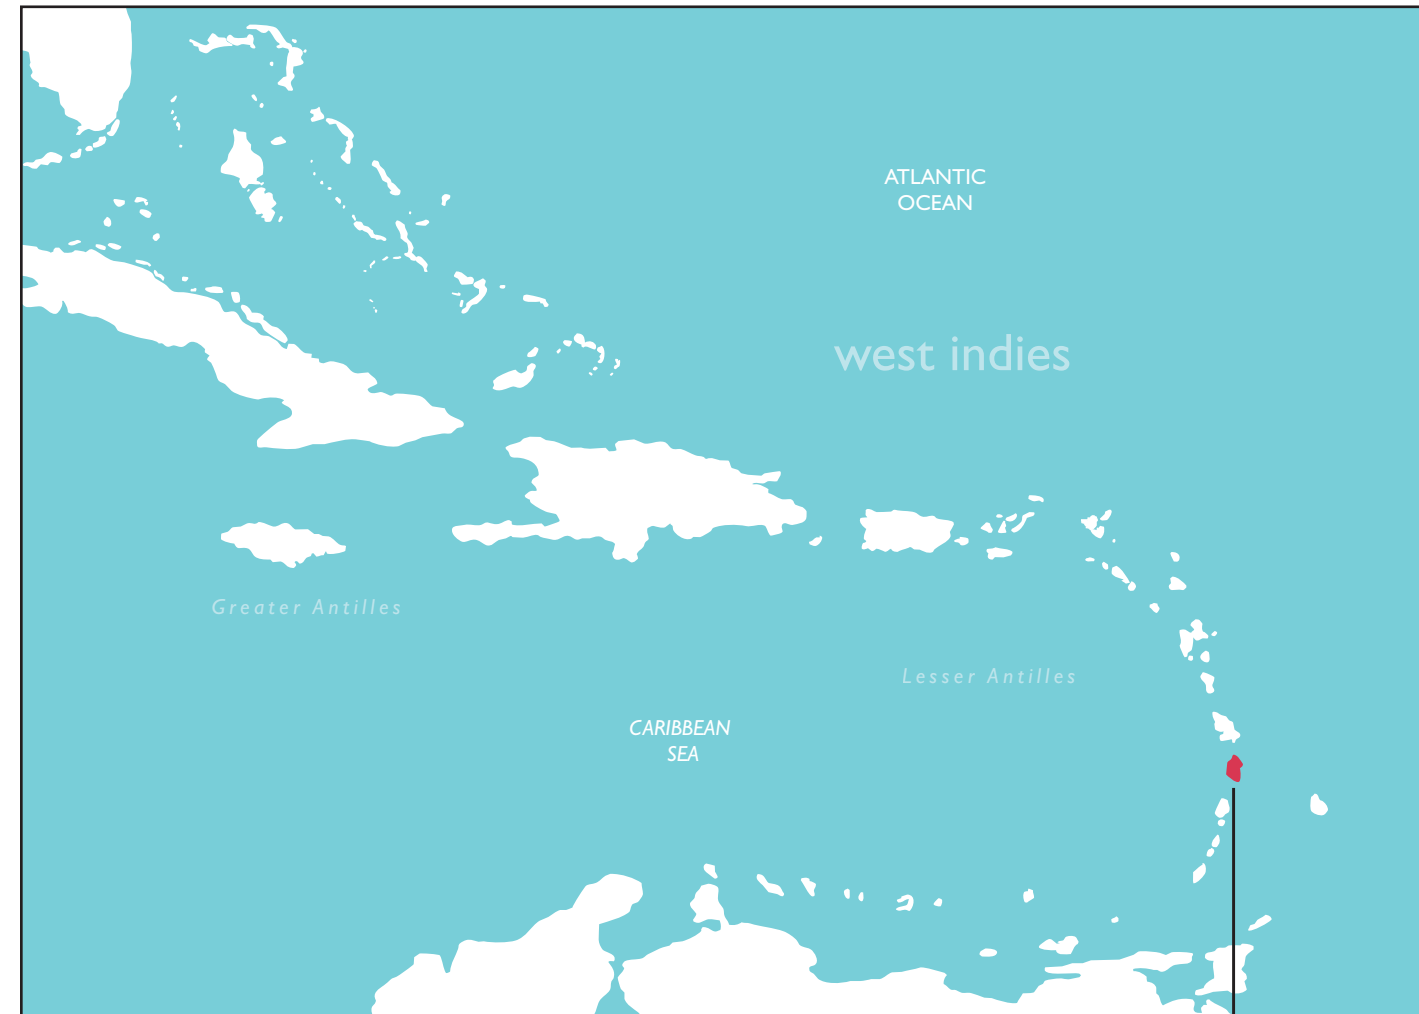 ATLANTIC
OCEAN
west indies
Greater Antilles
Lesser Antilles
CARIBBEAN
SEA